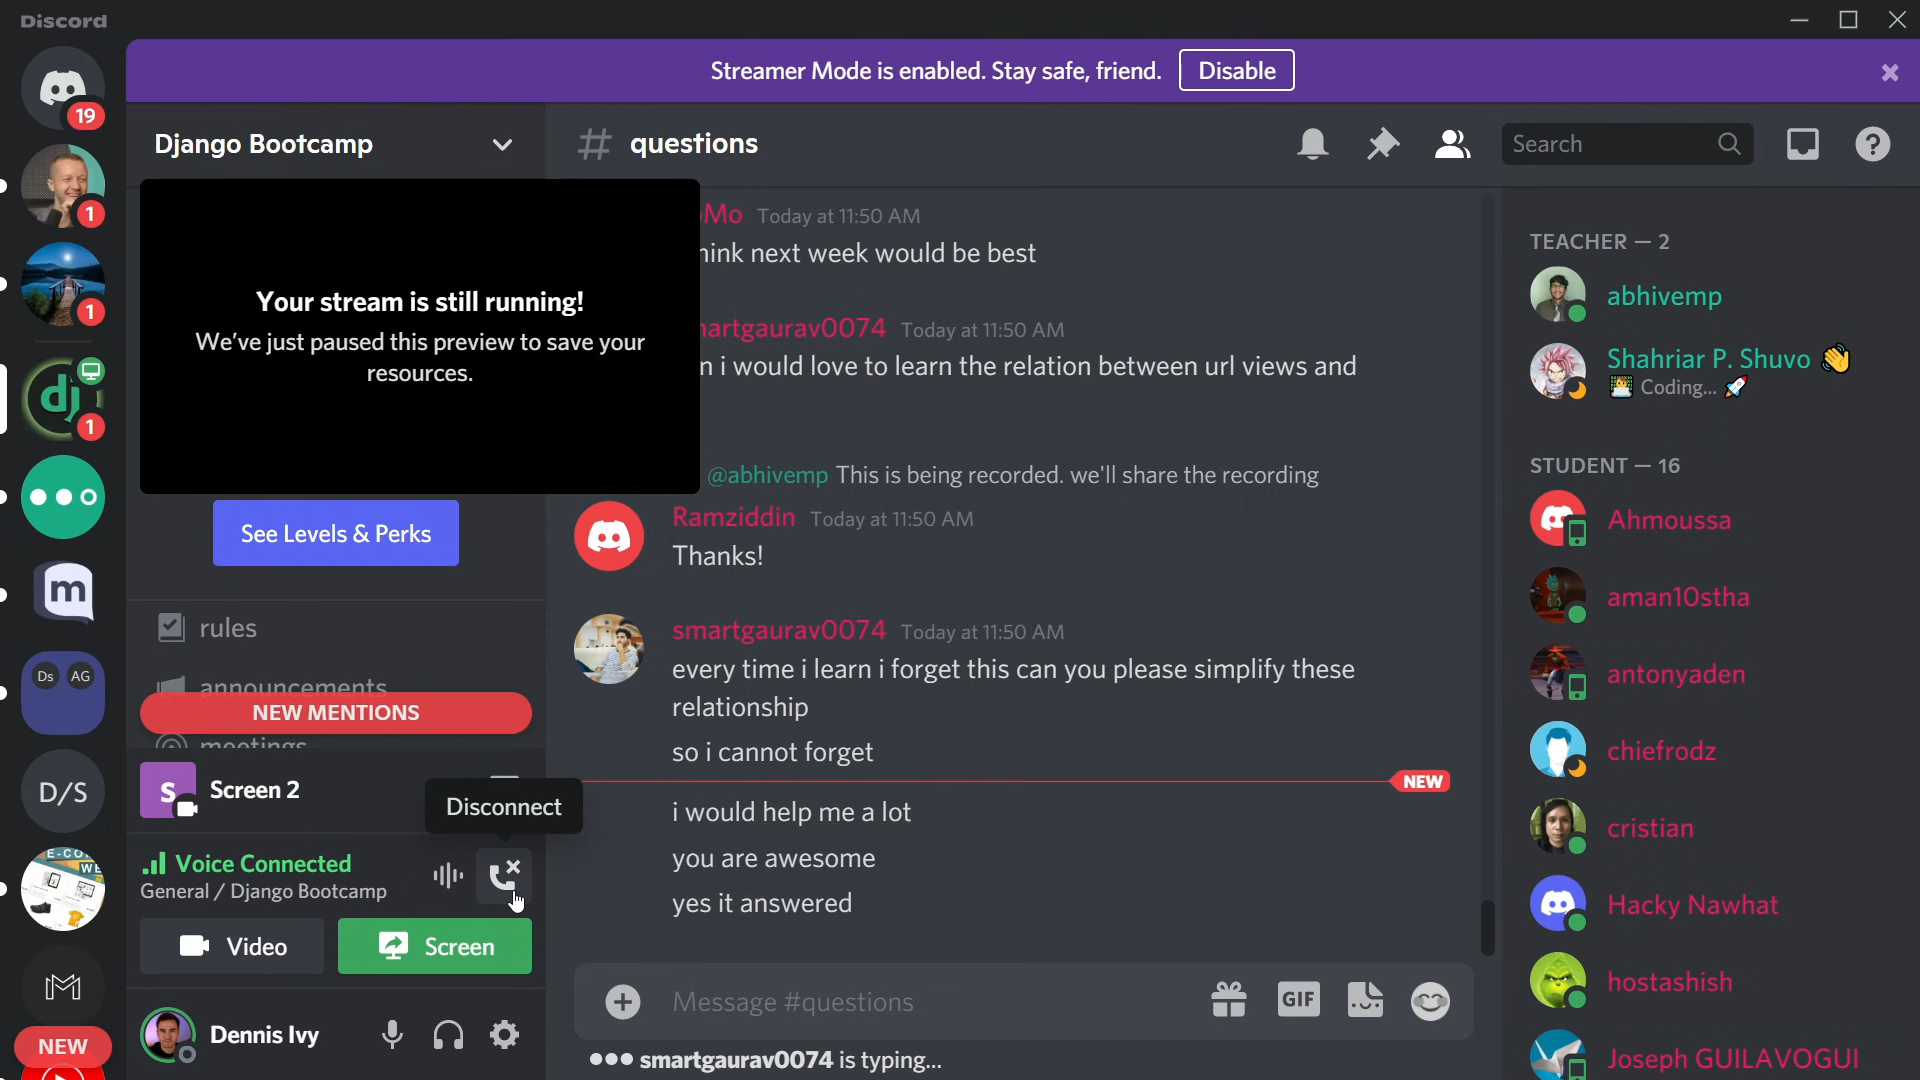 Discord
Streamer Mode is enabled. Stay safe, friend.
Disable
19
1
1
1
Ds
AG
D/S
NEW
Django Bootcamp
Your stream is still running!
We've just paused this preview to save your
resources.
See Levels & Perks
rules
announcements
NEW MENTIONS
meetings
S
Screen 2
Disconnect
Voice Connected
General / Django Bootcamp
Video
Screen
Dennis Ivy
# questions
Search
Mo Today at 11:50 AM
hink next week would be best
martgaurav0074 Today at 11:50 AM
n i would love to learn the relation between url views and
@abhivemp This is being recorded. we'll share the recording
Ramziddin Today at 11:50 AM
Thanks!
smartgaurav0074 Today at 11:50 AM
every time i learn i forget this can you please simplify these
relationship
so i cannot forget
NEW
i would help me a lot
you are awesome
yes it answered
Message #questions
GIF
smartgaurav0074 is typing...
TEACHER — 2
abhivemp
Shahriar P. Shuvo 👋
Coding... 🚀
STUDENT — 16
Ahmoussa
aman10stha
antonyaden
chiefrodz
cristian
Hacky Nawhat
hostashish
Joseph GUILAVOGUI